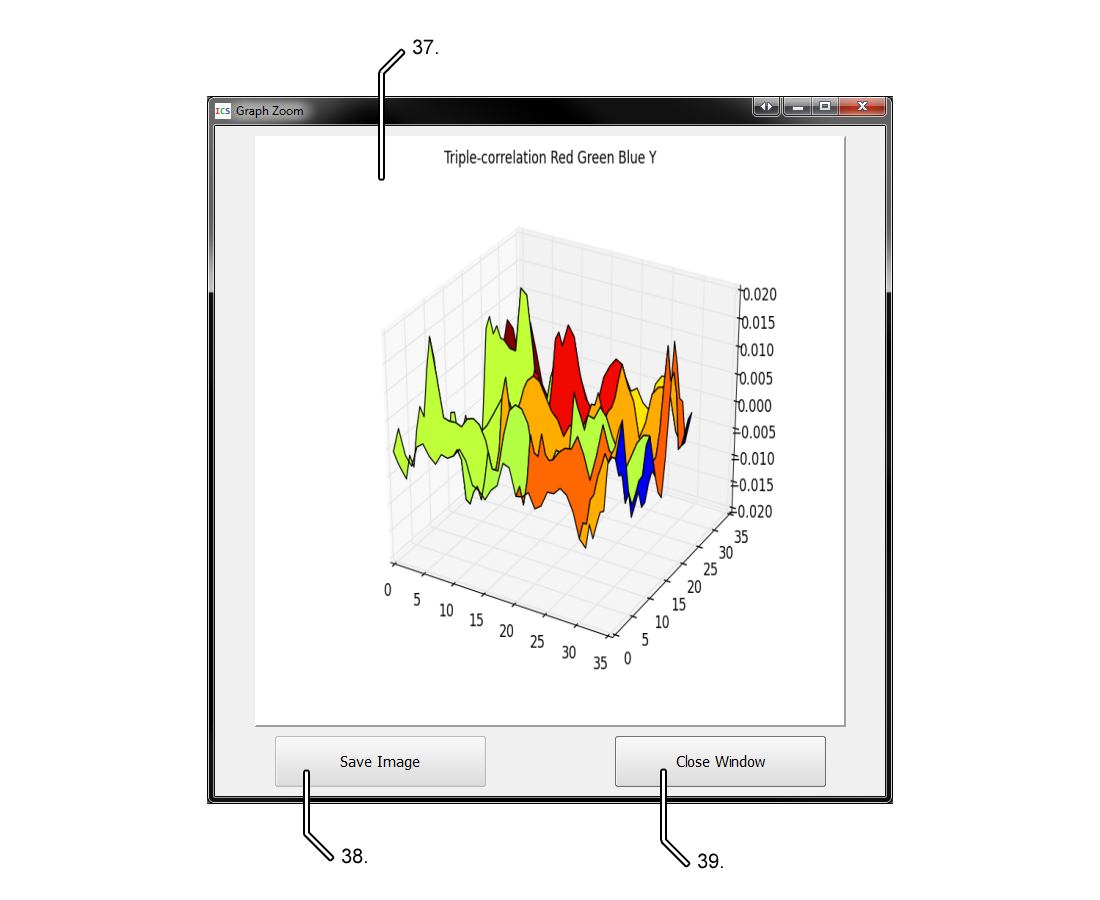 37.
ICS Graph Zoom
Triple-correlation Red Green Blue Y
0.020
0.015
0.010
0.005
0.000
−0.005
−0.010
−0.015
−0.020
0 5 10 15 20 25 30 35
0 5 10 15 20 25 30 35
Save Image Close Window
38. 39.